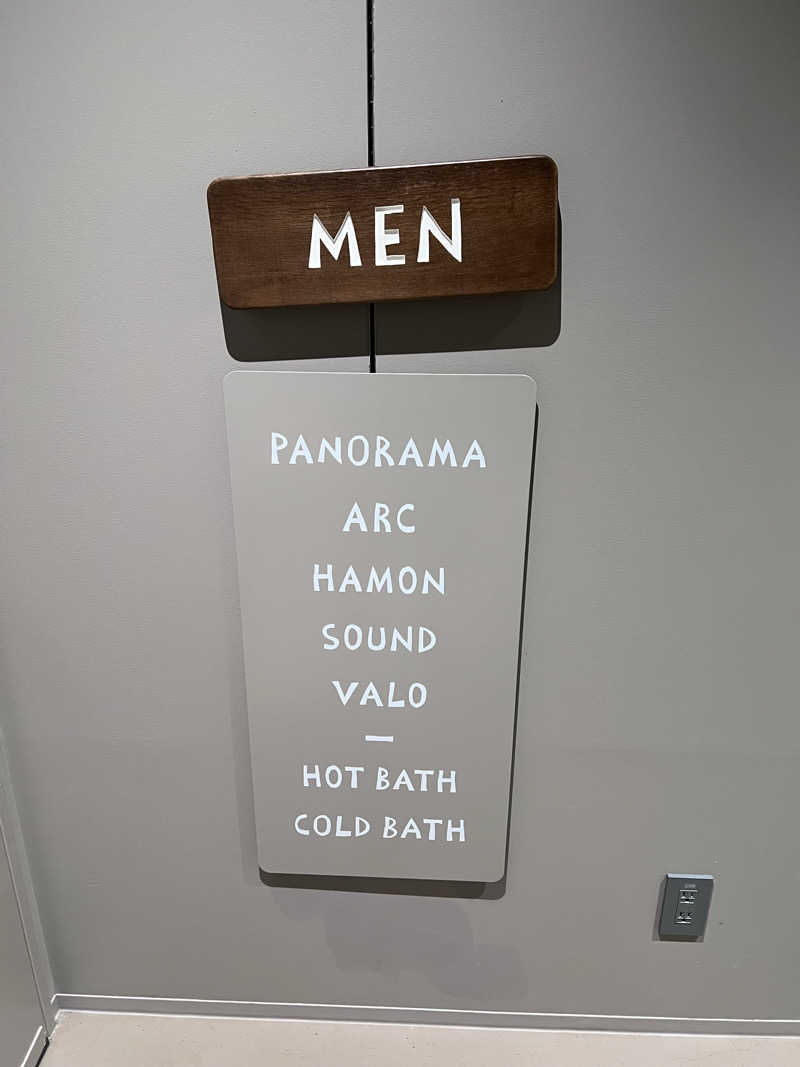 MEN
PANORAMA
ARC
HAMON
SOUND
VALO
—
HOT BATH
COLD BATH